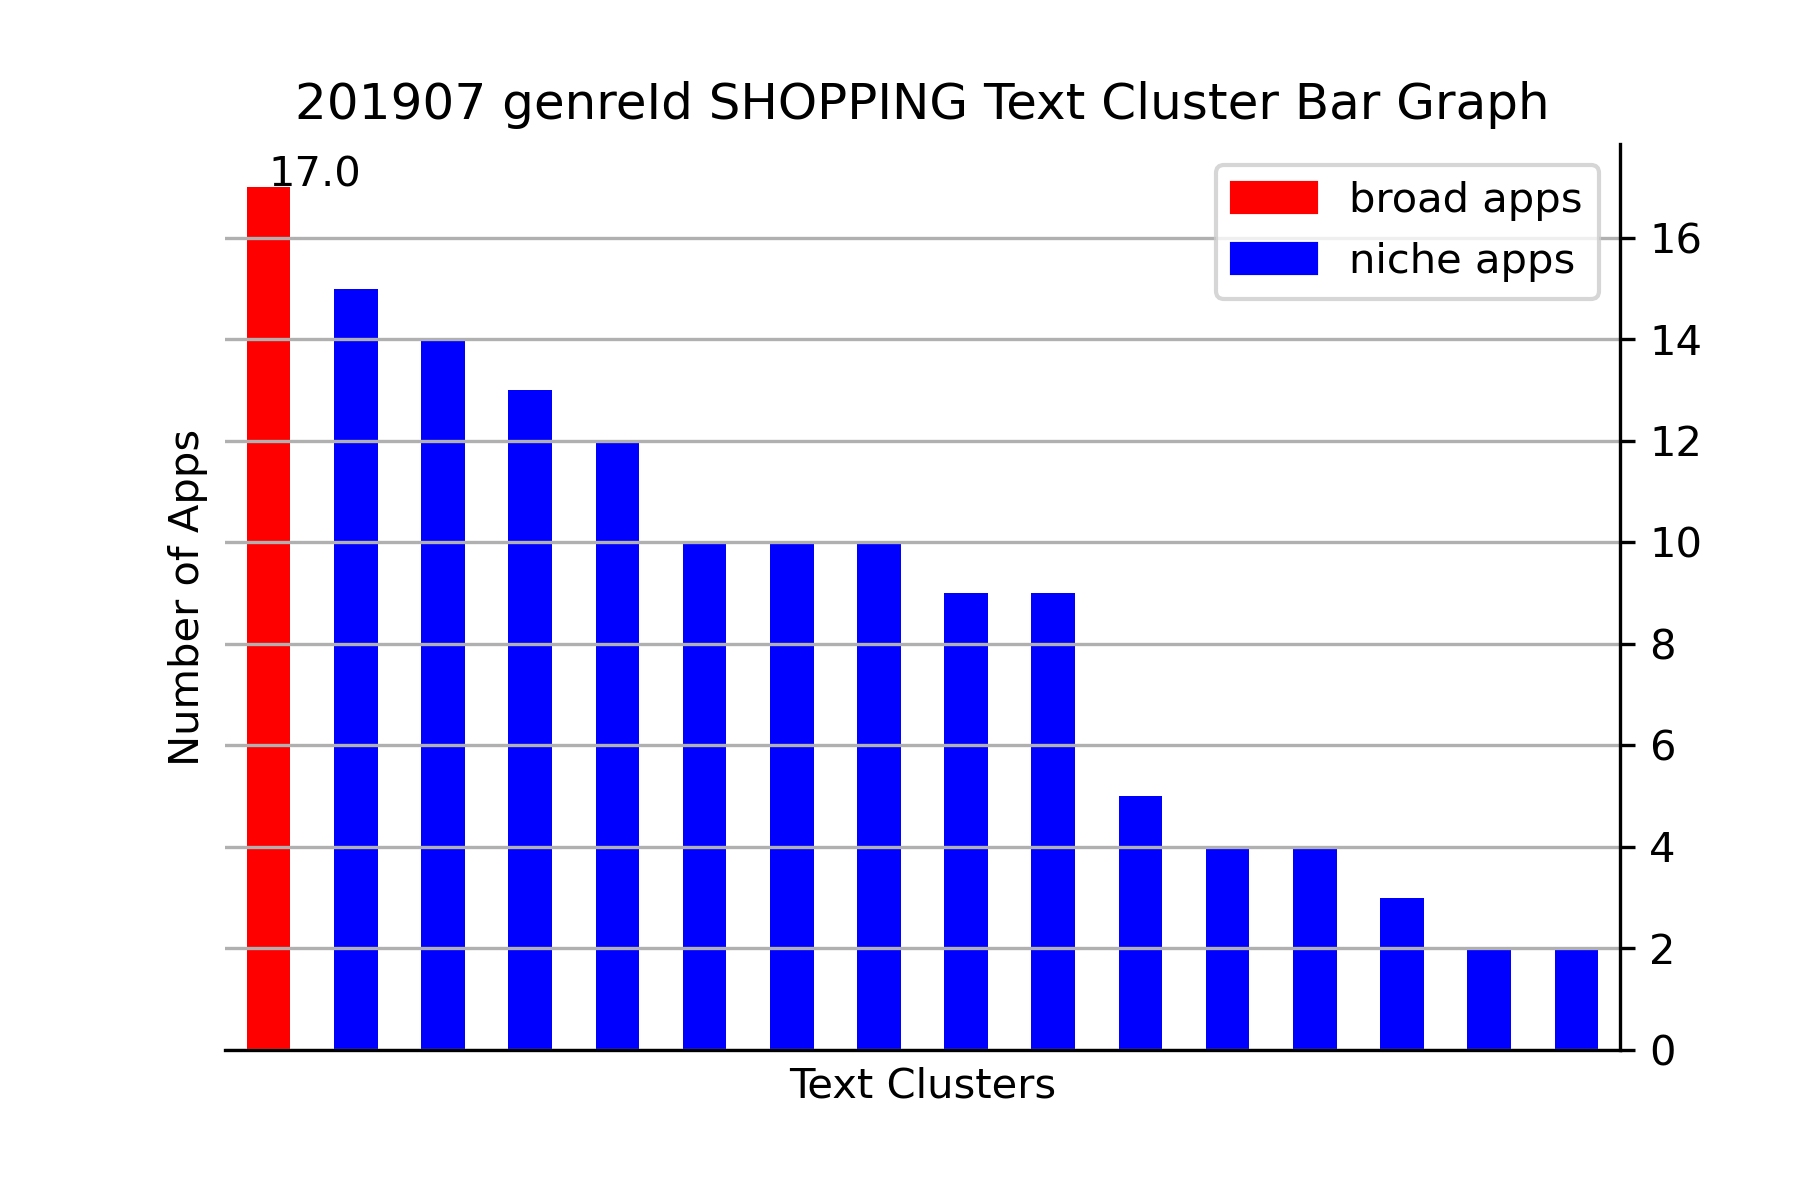 201907 genreId SHOPPING Text Cluster Bar Graph
17.0
broad apps
niche apps
16
14
12
10
8
6
4
2
0
Number of Apps
Text Clusters